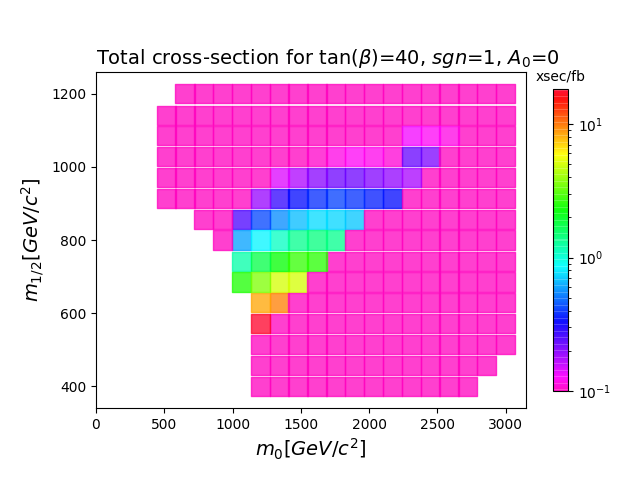 Total cross-section for tan(β)=40, sgn=1, A₀=0
xsec/fb
10¹
10⁰
10⁻¹
1200
1000
800
600
400
m₁/₂[GeV/c²]
0 500 1000 1500 2000 2500 3000
m₀[GeV/c²]